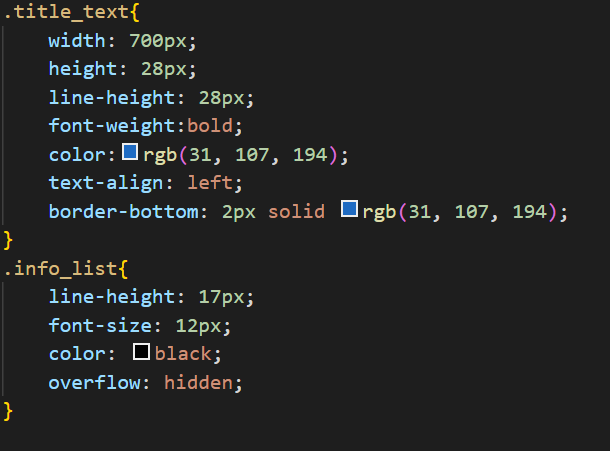 .title_text{
    width: 700px;
    height: 28px;
    line-height: 28px;
    font-weight:bold;
    color:rgb(31, 107, 194);
    text-align: left;
    border-bottom: 2px solid rgb(31, 107, 194);
}
.info_list{
    line-height: 17px;
    font-size: 12px;
    color: black;
    overflow: hidden;
}